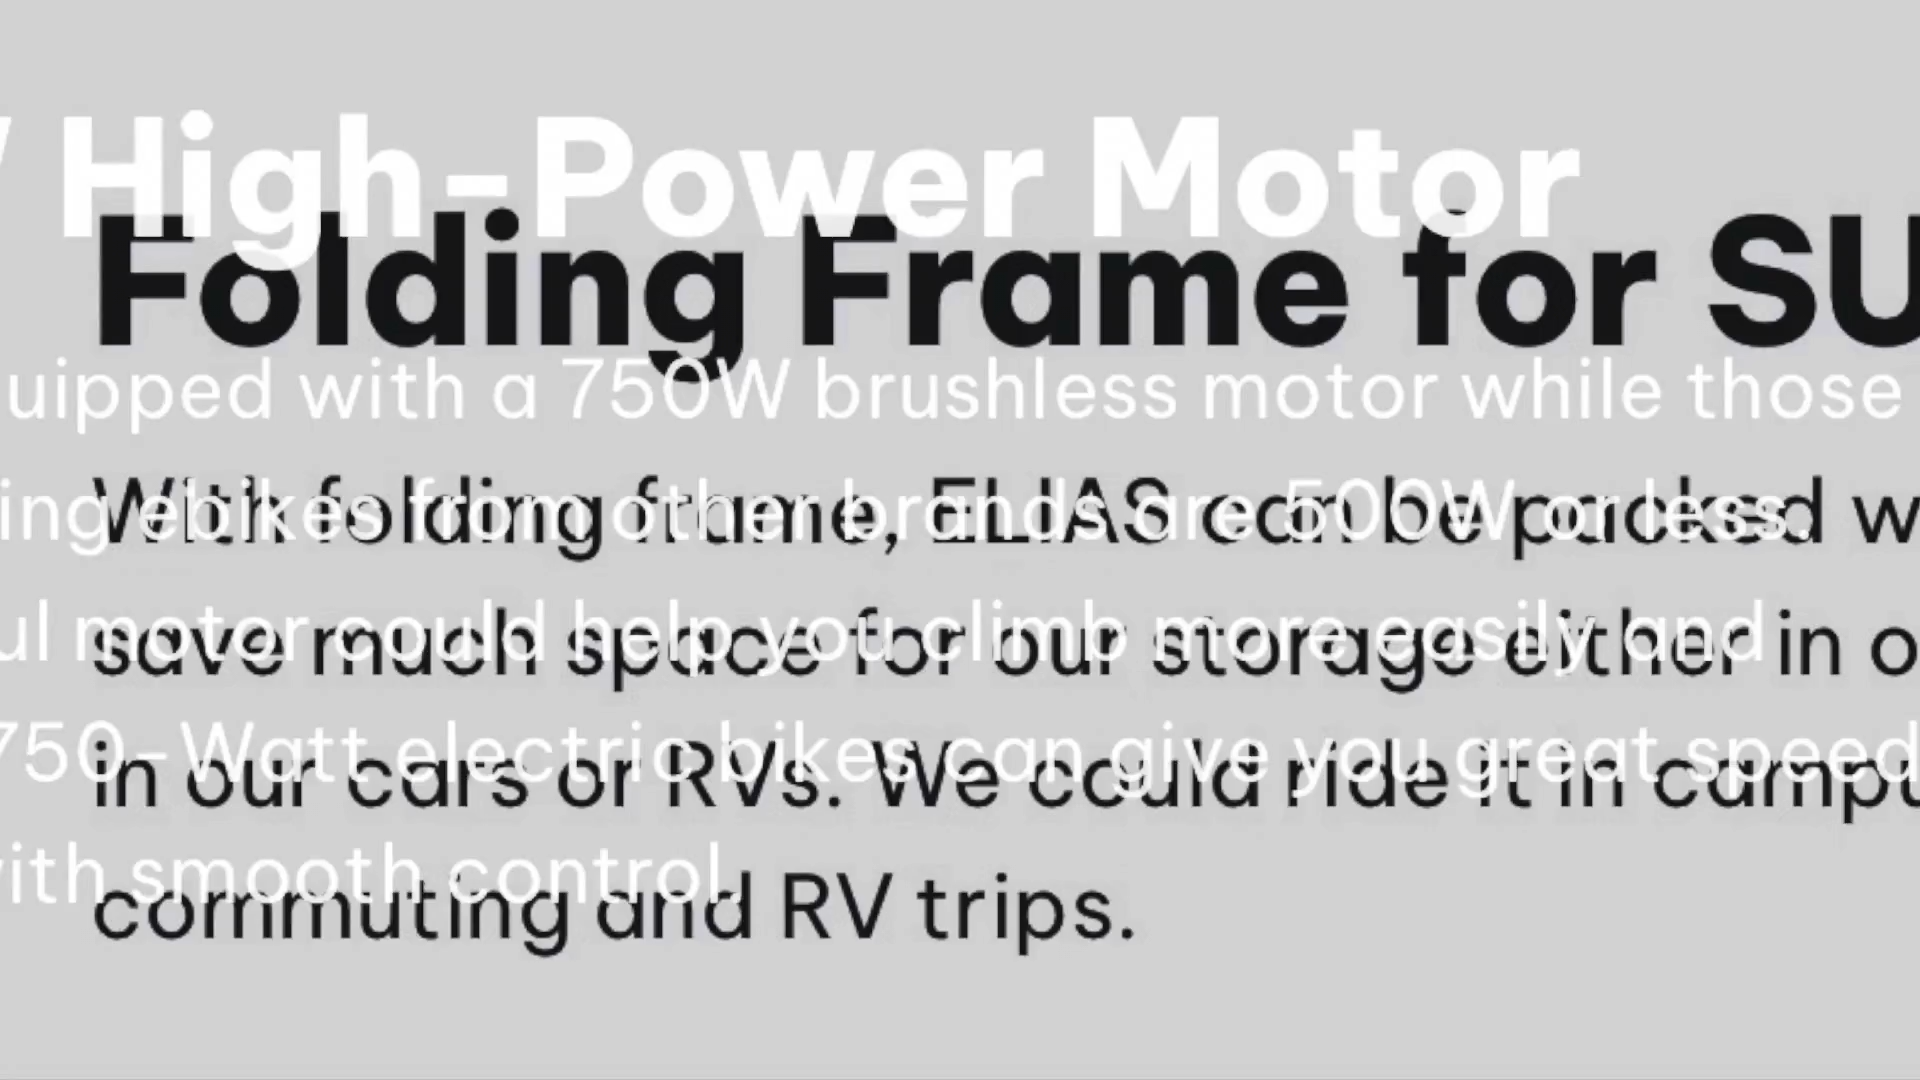 High-Power Motor
Folding Frame for SU
uipped with a 750W brushless motor while those
With folding frame, ELIAS can be packed w
ing ebikes from other brands are 500W or less.
save much space for our storage either in o
ul motor could help you climb more easily and
in our cars or RVs. We could ride it in campu
750-Watt electric bikes can give you great speed
commuting and RV trips.
ith smooth control.